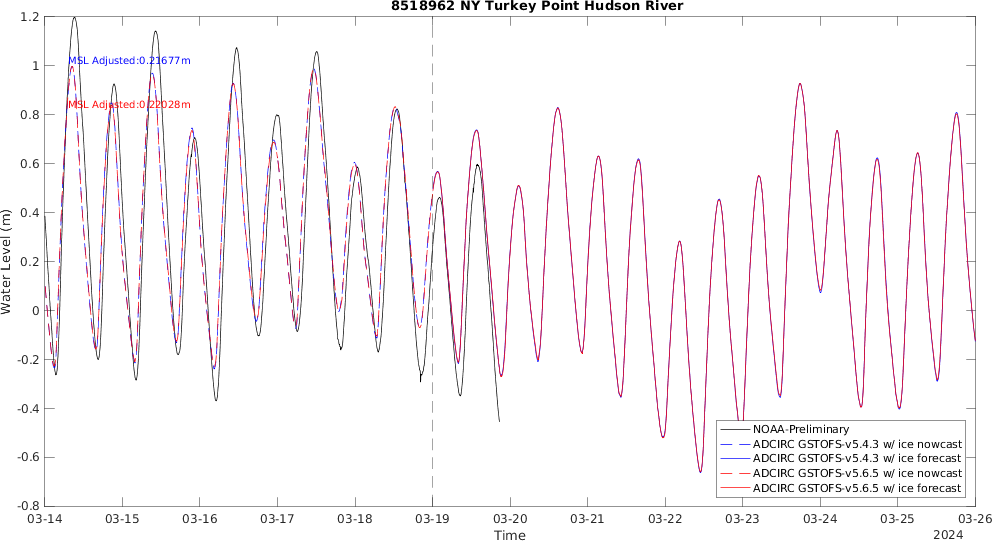 8518962 NY Turkey Point Hudson River
1.2
1
0.8
0.6
0.4
0.2
0
-0.2
-0.4
-0.6
-0.8
Water Level (m)
MSL Adjusted:0.21677m
MSL Adjusted:0.22028m
NOAA-Preliminary
ADCIRC GSTOFS-v5.4.3 w/ ice nowcast
ADCIRC GSTOFS-v5.4.3 w/ ice forecast
ADCIRC GSTOFS-v5.6.5 w/ ice nowcast
ADCIRC GSTOFS-v5.6.5 w/ ice forecast
03-14 03-15 03-16 03-17 03-18 03-19 03-20 03-21 03-22 03-23 03-24 03-25 03-26
Time
2024